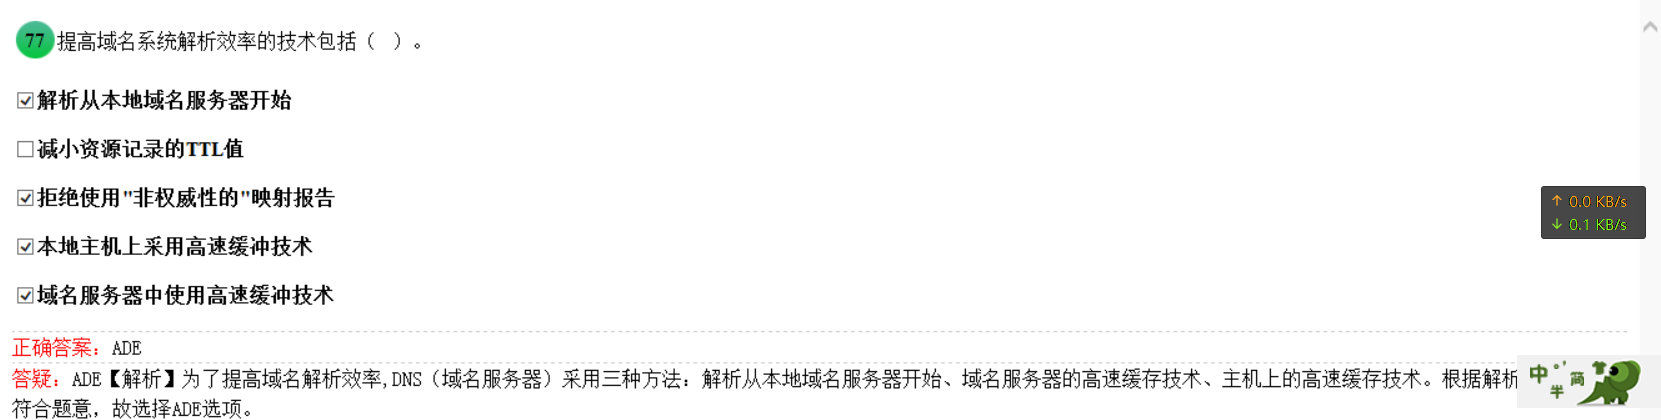 77 提高域名系统解析效率的技术包括（ ）。
解析从本地域名服务器开始
减小资源记录的TTL值
拒绝使用"非权威性的"映射报告
↑ 0.0 KB/s
↓ 0.1 KB/s
本地主机上采用高速缓冲技术
域名服务器中使用高速缓冲技术
正确答案：ADE
答疑：ADE【解析】为了提高域名解析效率,DNS（域名服务器）采用三种方法：解析从本地域名服务器开始、域名服务器的高速缓存技术、主机上的高速缓存技术。根据解析
中°'半简
符合题意，故选择ADE选项。